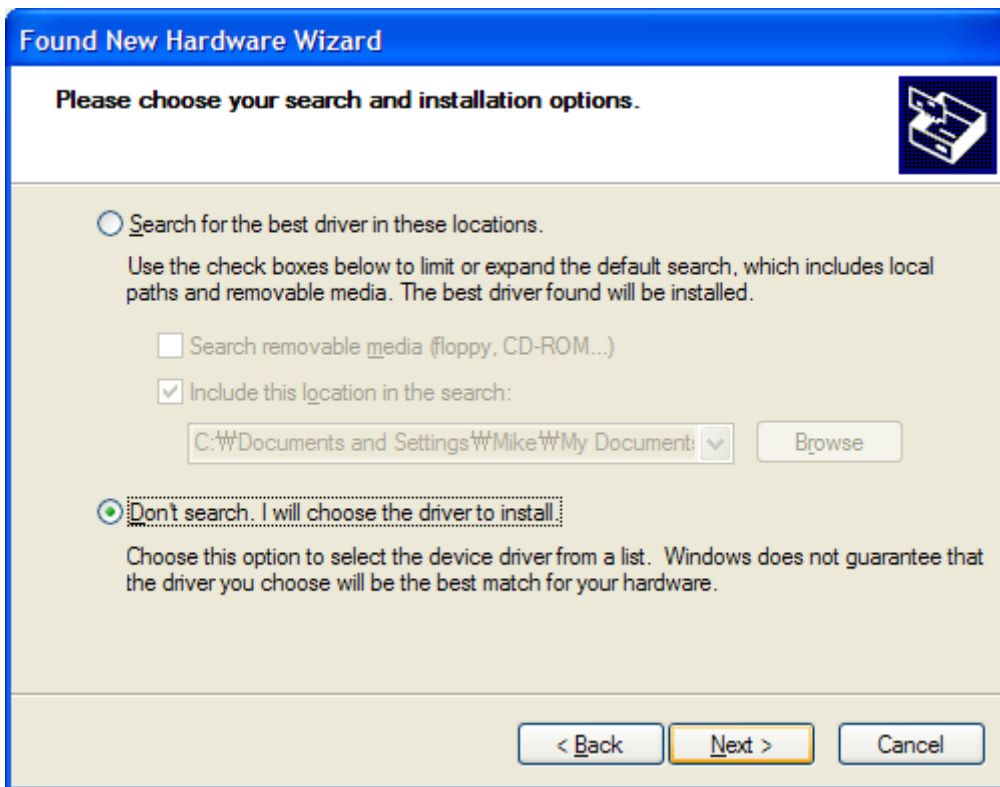 Found New Hardware Wizard
Please choose your search and installation options.
Search for the best driver in these locations.
Use the check boxes below to limit or expand the default search, which includes local
paths and removable media. The best driver found will be installed.
Search removable media (floppy, CD-ROM...)
Include this location in the search:
C:₩Documents and Settings₩Mike₩My Document
Browse
Don't search. I will choose the driver to install.
Choose this option to select the device driver from a list. Windows does not guarantee that
the driver you choose will be the best match for your hardware.
< Back
Next >
Cancel